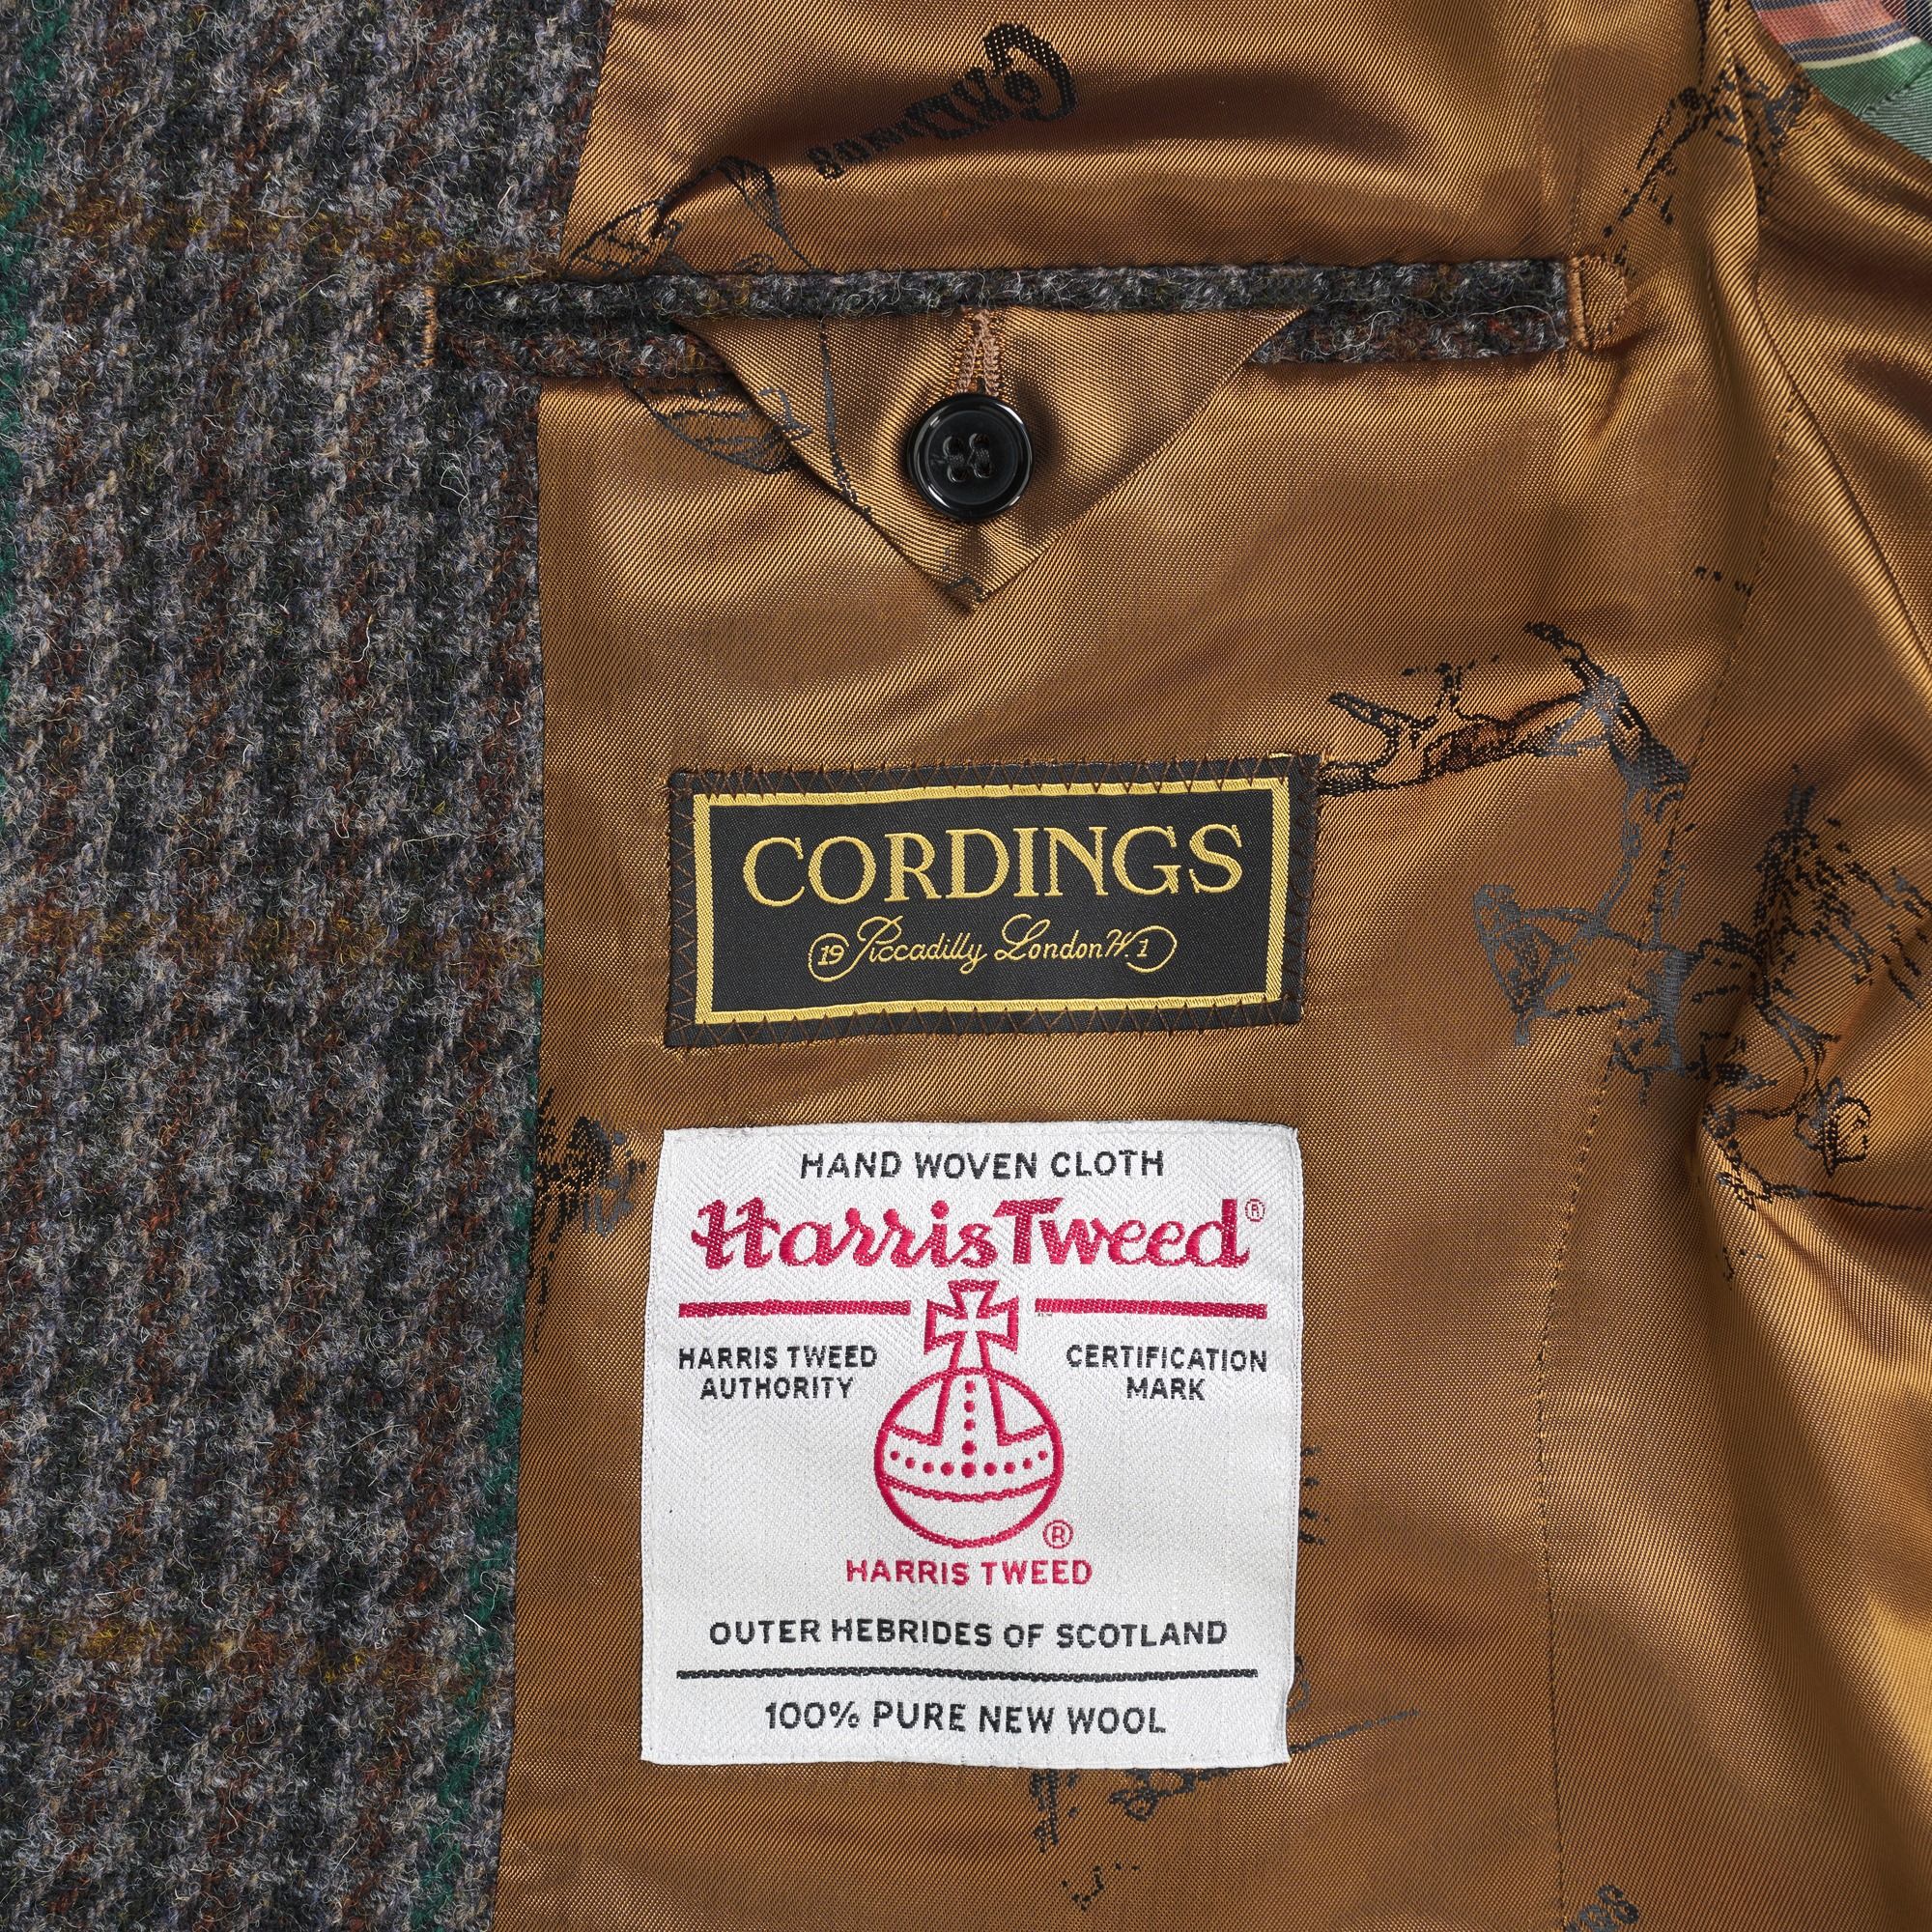 CORDINGS
CORDINGS
19 Piccadilly London W.1
HAND WOVEN CLOTH
Harris Tweed®
HARRIS TWEED AUTHORITY
CERTIFICATION MARK
®
HARRIS TWEED
OUTER HEBRIDES OF SCOTLAND
100% PURE NEW WOOL